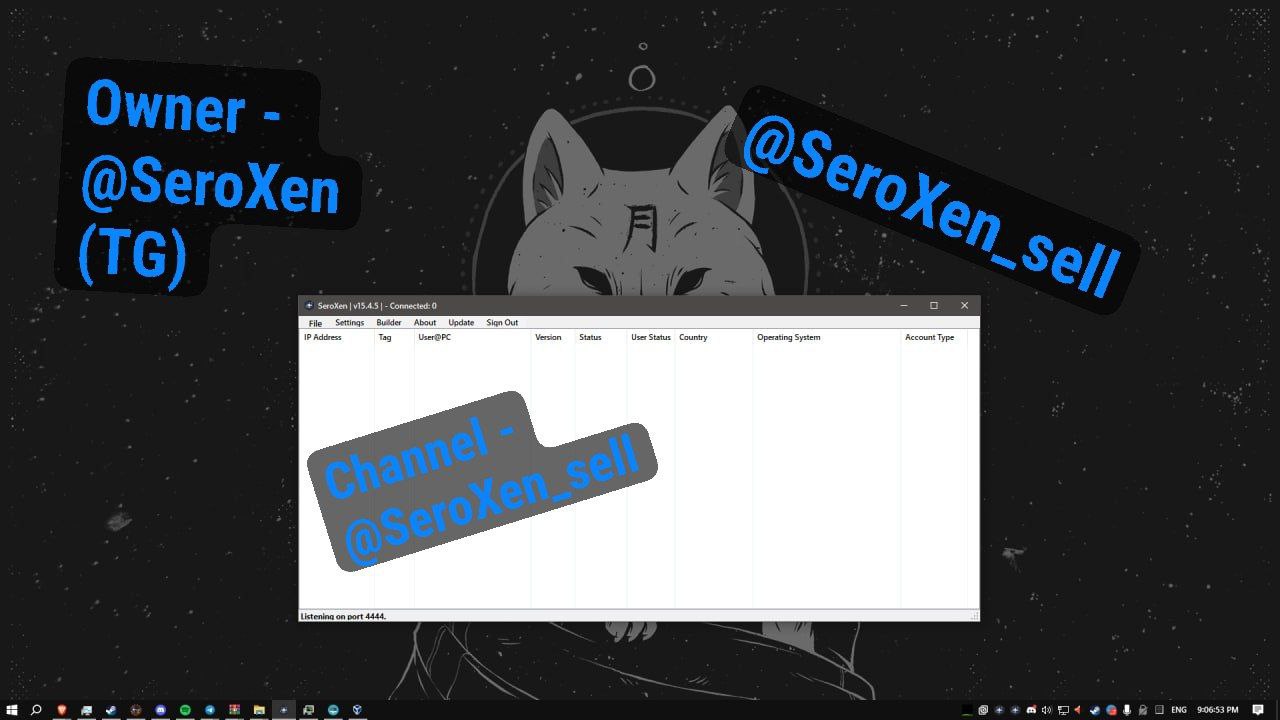 Owner -
@SeroXen
(TG)
@SeroXen_sell
月
SeroXen | v15.4.5 | - Connected: 0
File Settings Builder About Update Sign Out
IP Address Tag User@PC Version Status User Status Country Operating System Account Type
Channel -
@SeroXen_sell
Listening on port 4444.
ENG 9:06:53 PM